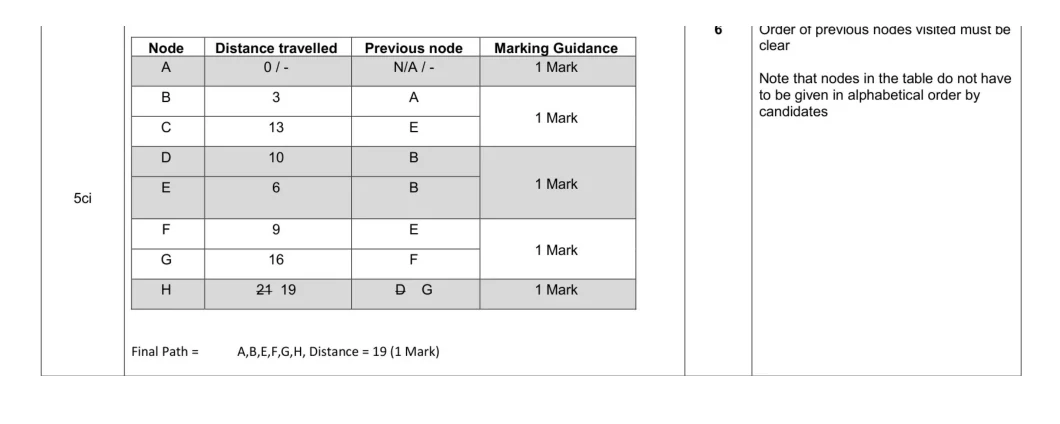 6
Order of previous nodes visited must be
clear
Note that nodes in the table do not have
to be given in alphabetical order by
candidates
5ci
Node Distance travelled Previous node Marking Guidance
A 0 / - N/A / - 1 Mark
B 3 A
1 Mark
C 13 E
D 10 B
1 Mark
E 6 B
F 9 E
1 Mark
G 16 F
H 21 19 D G 1 Mark
Final Path = A,B,E,F,G,H, Distance = 19 (1 Mark)